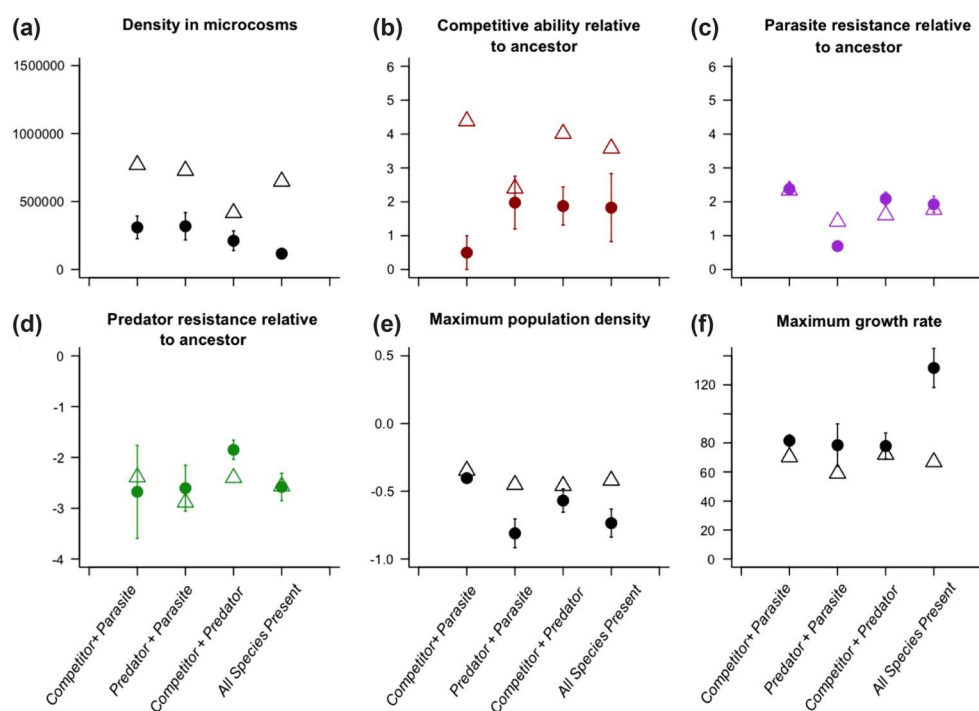 (a)
Density in microcosms
1500000
1000000
500000
0
(b)
Competitive ability relative
to ancestor
6
5
4
3
2
1
0
(c)
Parasite resistance relative
to ancestor
6
5
4
3
2
1
0
(d)
Predator resistance relative
to ancestor
0
-1
-2
-3
-4
Competitor+ Parasite
Predator + Parasite
Competitor + Predator
All Species Present
(e)
Maximum population density
0.5
0.0
-0.5
-1.0
Competitor+ Parasite
Predator + Parasite
Competitor + Predator
All Species Present
(f)
Maximum growth rate
120
80
60
40
20
0
Competitor+ Parasite
Predator + Parasite
Competitor + Predator
All Species Present